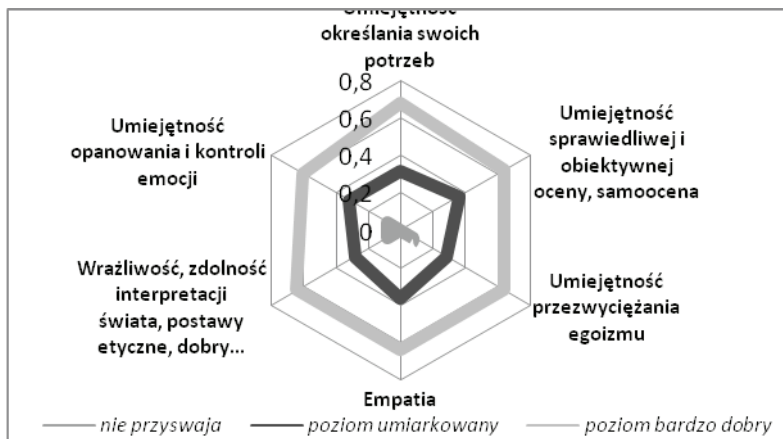 Umiejętność
określania swoich
potrzeb
0,8
0,6
0,4
0,2
0
Umiejętność
sprawiedliwej i
obiektywnej
oceny, samoocena
Umiejętność
przezwyciężania
egoizmu
Empatia
Wrażliwość, zdolność
interpretacji
świata, postawy
etyczne, dobry...
Umiejętność
opanowania i kontroli
emocji
nie przyswaja poziom umiarkowany poziom bardzo dobry